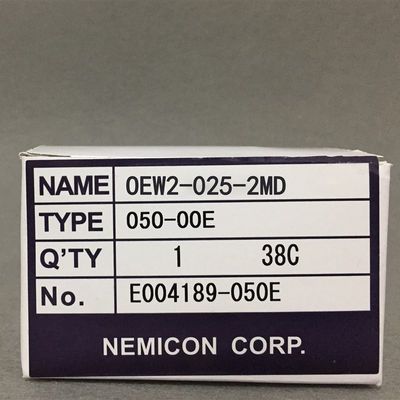 NAME OEW2-025-2MD
TYPE 050-00E
Q'TY 1 38C
No. E004189-050E
NEMICON CORP.